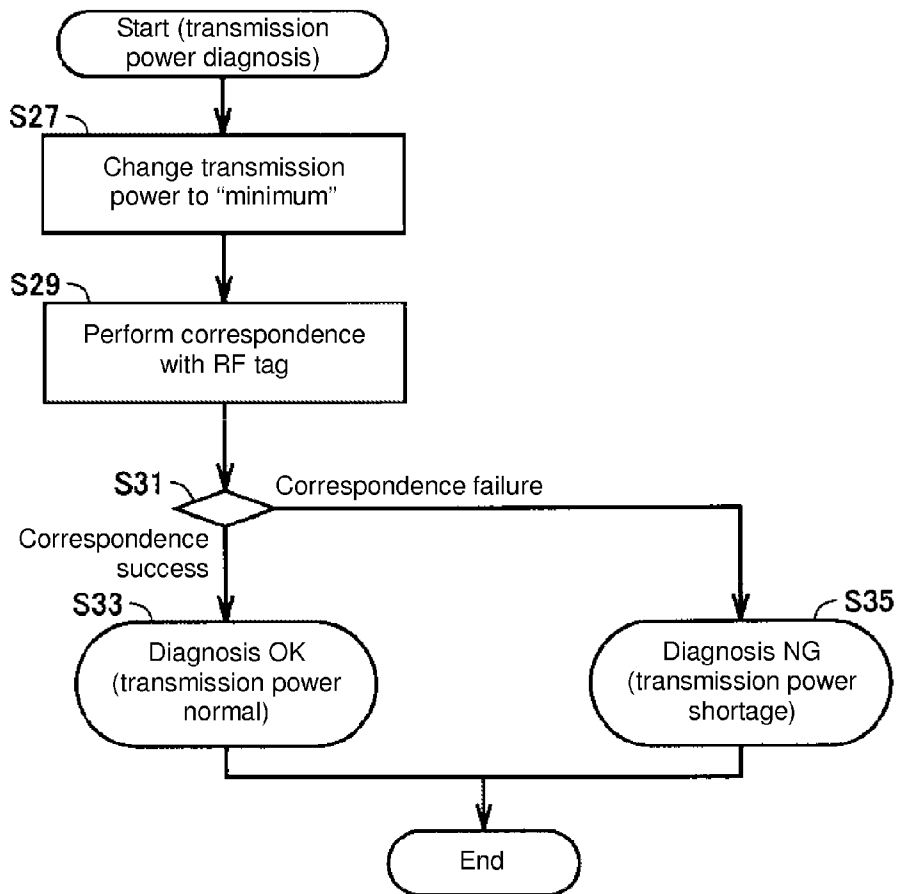 Start (transmission
power diagnosis)
S27
Change transmission
power to “minimum”
S29
Perform correspondence
with RF tag
S31
Correspondence failure
Correspondence
success
S33
Diagnosis OK
(transmission power
normal)
S35
Diagnosis NG
(transmission power
shortage)
End